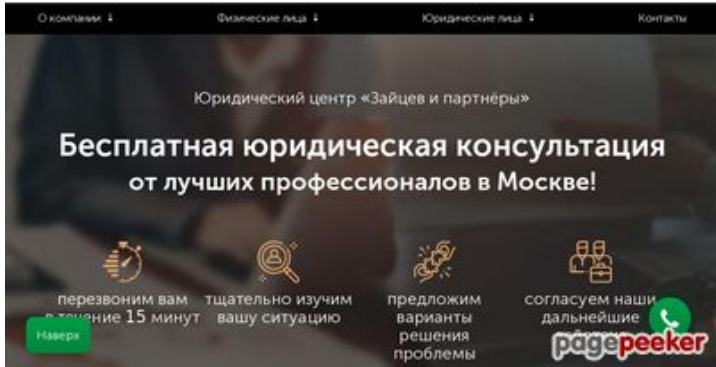 О компании ⬇ Физические лица ⬇ Юридические лица ⬇ Контакты
Юридический центр «Зайцев и партнёры»
Бесплатная юридическая консультация
от лучших профессионалов в Москве!
перезвоним вам
в течение 15 минут
тщательно изучим
вашу ситуацию
предложим
варианты
решения
проблемы
согласуем наши
дальнейшие
Наверх
pagepeeker